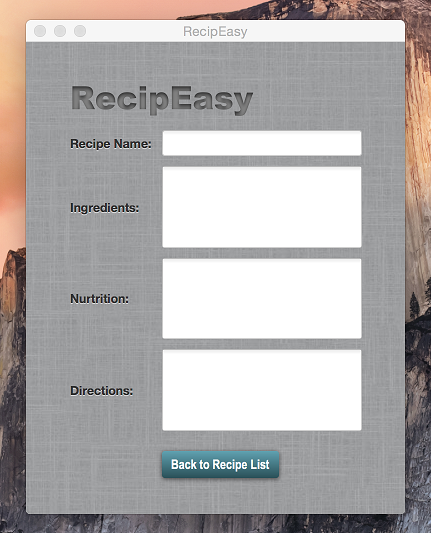 RecipEasy
RecipEasy
Recipe Name:
Ingredients:
Nurtrition:
Directions:
Back to Recipe List